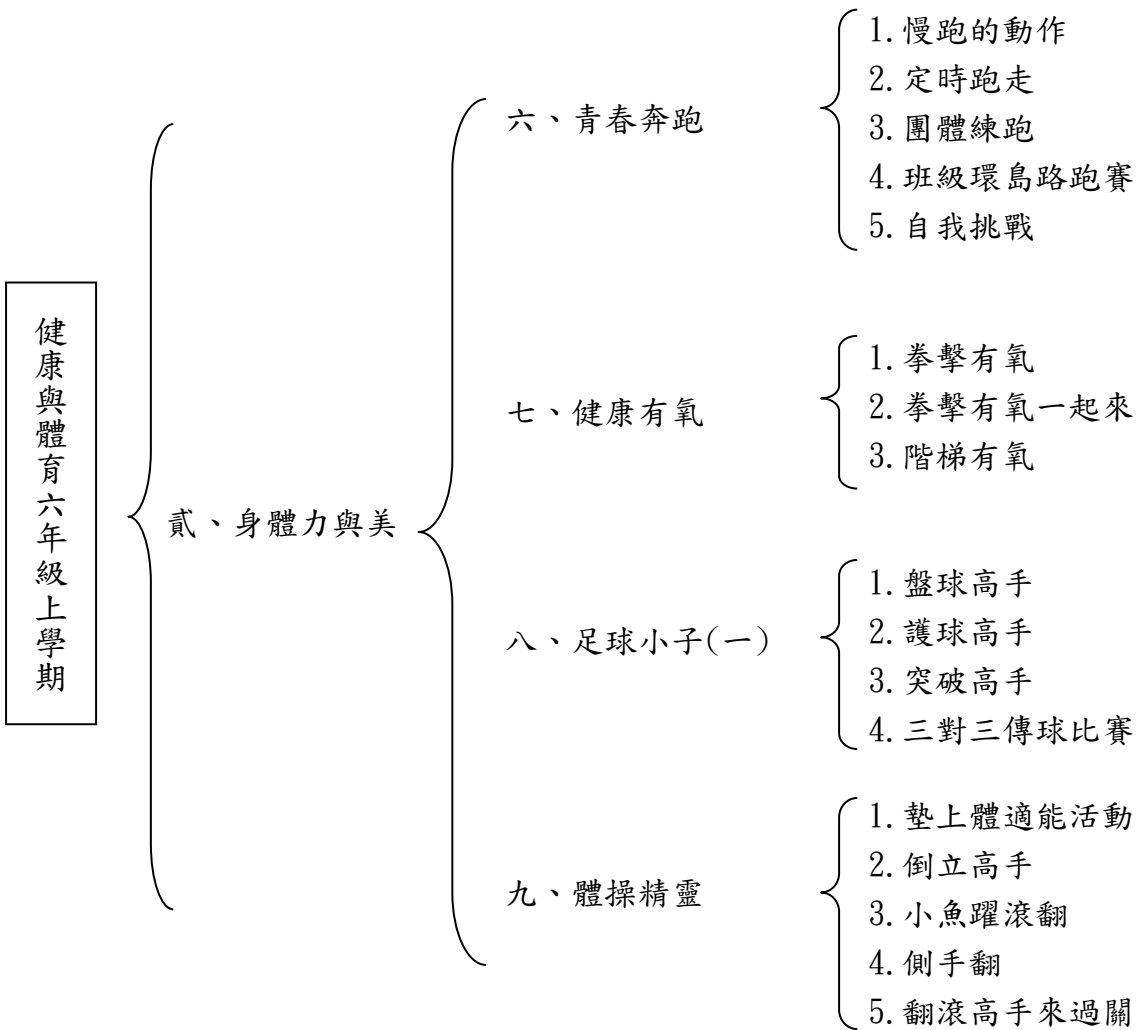 健康與體育六年級上學期
貳、身體力與美
六、青春奔跑
1.慢跑的動作
2.定時跑走
3.團體練跑
4.班級環島路跑賽
5.自我挑戰
七、健康有氧
1.拳擊有氧
2.拳擊有氧一起來
3.階梯有氧
八、足球小子(一)
1.盤球高手
2.護球高手
3.突破高手
4.三對三傳球比賽
九、體操精靈
1.墊上體適能活動
2.倒立高手
3.小魚躍滾翻
4.側手翻
5.翻滾高手來過關